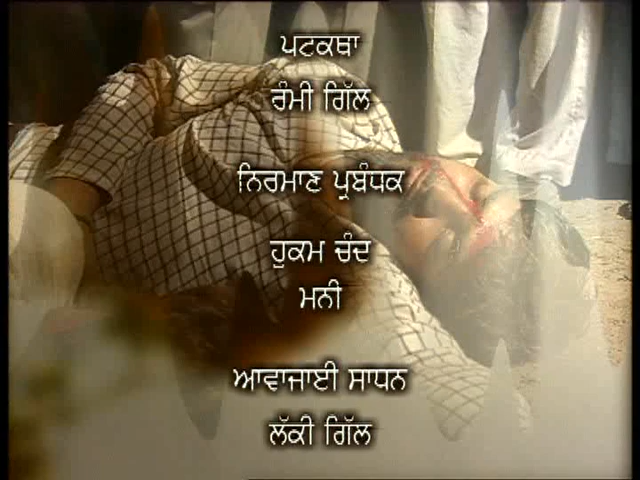 ਪਟਕਥਾ
ਰੰਮੀ ਗਿੱਲ
ਨਿਰਮਾਣ ਪ੍ਰਬੰਧਕ
ਹੁਕਮ ਚੰਦ
ਮਨੀ
ਆਵਾਜਾਈ ਸਾਧਨ
ਲੱਕੀ ਗਿੱਲ